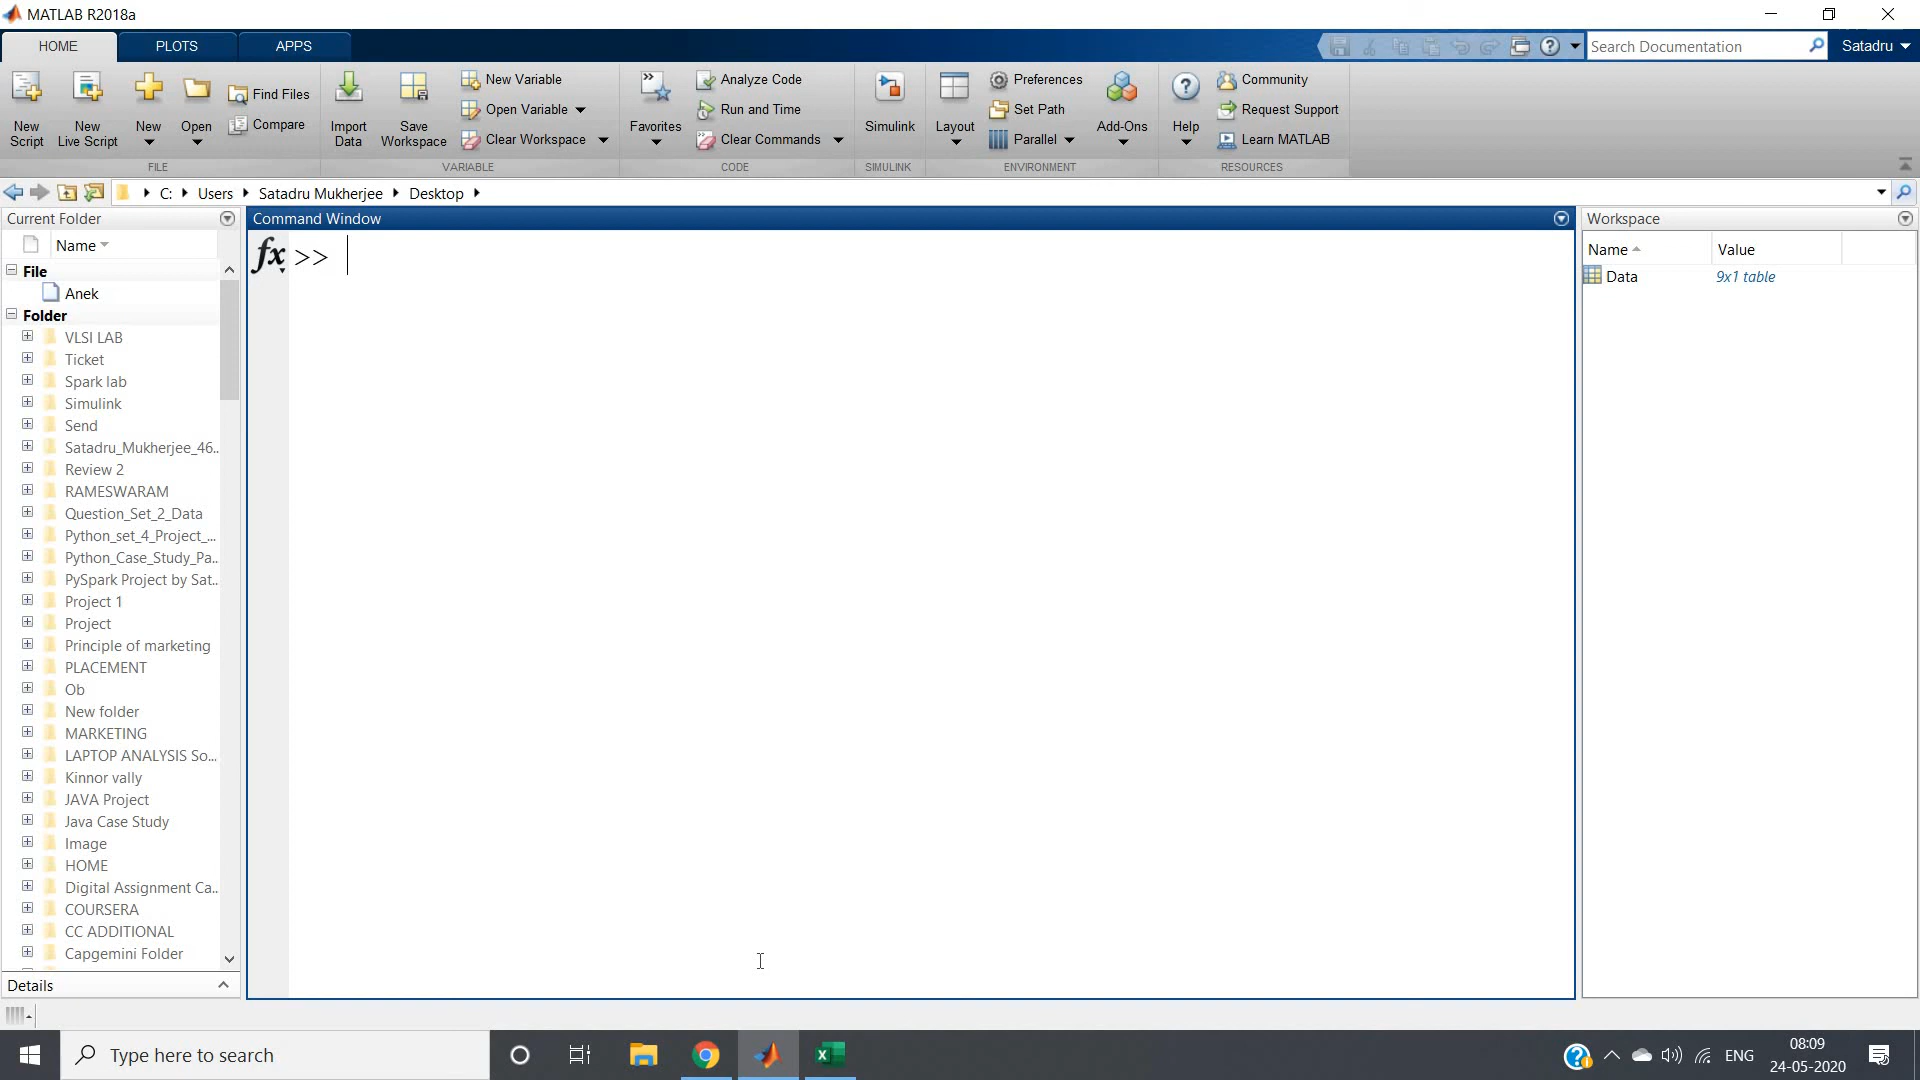 MATLAB R2018a
HOME
PLOTS
APPS
Search Documentation
Satadru
New Script
New Live Script
New
Open
Find Files
Compare
FILE
Import Data
Save Workspace
New Variable
Open Variable
Clear Workspace
VARIABLE
Favorites
Analyze Code
Run and Time
Clear Commands
CODE
Simulink
SIMULINK
Layout
Preferences
Set Path
Parallel
Add-Ons
ENVIRONMENT
Help
Community
Request Support
Learn MATLAB
RESOURCES
C: Users Satadru Mukherjee Desktop
Current Folder
Name
File
Anek
Folder
VLSI LAB
Ticket
Spark lab
Simulink
Send
Satadru_Mukherjee_46..
Review 2
RAMESWARAM
Question_Set_2_Data
Python_set_4_Project_...
Python_Case_Study_Pa..
PySpark Project by Sat..
Project 1
Project
Principle of marketing
PLACEMENT
Ob
New folder
MARKETING
LAPTOP ANALYSIS So...
Kinnor vally
JAVA Project
Java Case Study
Image
HOME
Digital Assignment Ca..
COURSERA
CC ADDITIONAL
Capgemini Folder
Details
Command Window
fx >>
Workspace
Name Value
Data 9x1 table
Type here to search
ENG
08:09
24-05-2020